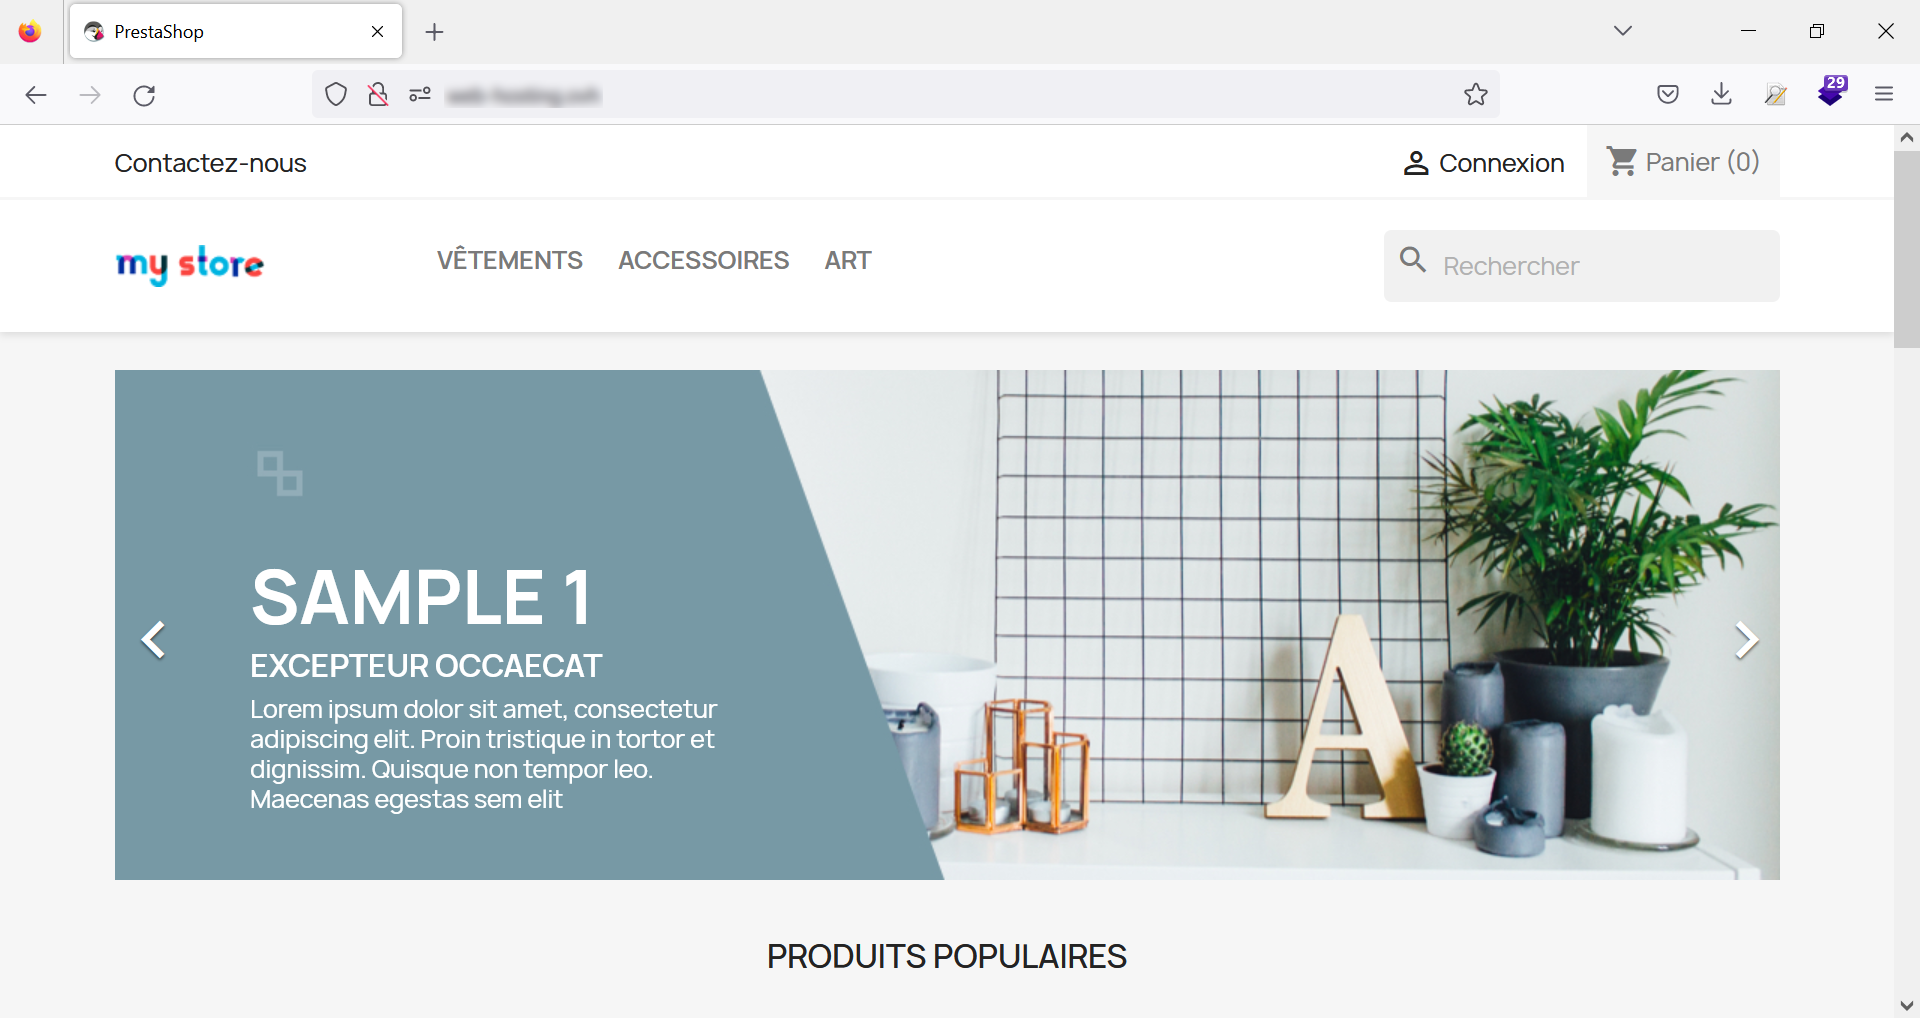 PrestaShop
29
Contactez-nous
Connexion
Panier (0)
my store
VÊTEMENTS
ACCESSOIRES
ART
Rechercher
SAMPLE 1
EXCEPTEUR OCCAECAT
Lorem ipsum dolor sit amet, consectetur
adipiscing elit. Proin tristique in tortor et
dignissim. Quisque non tempor leo.
Maecenas egestas sem elit
A
PRODUITS POPULAIRES